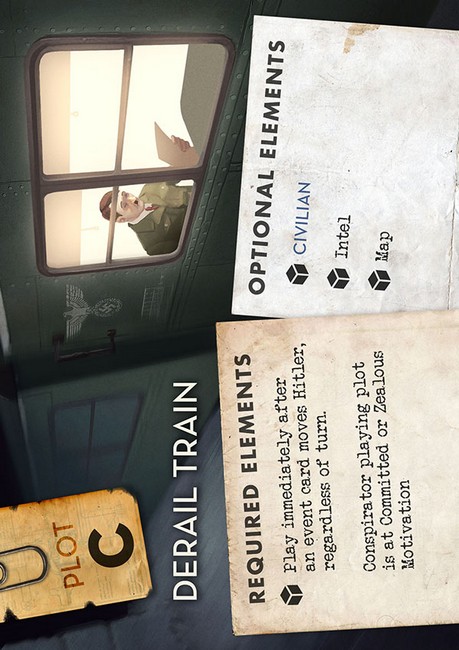 PLOT
C
DERAIL TRAIN
REQUIRED ELEMENTS
Play immediately after
an event card moves Hitler,
regardless of turn.
Conspirator playing plot
is at Committed or Zealous
Motivation
OPTIONAL ELEMENTS
CIVILIAN
Intel
Map